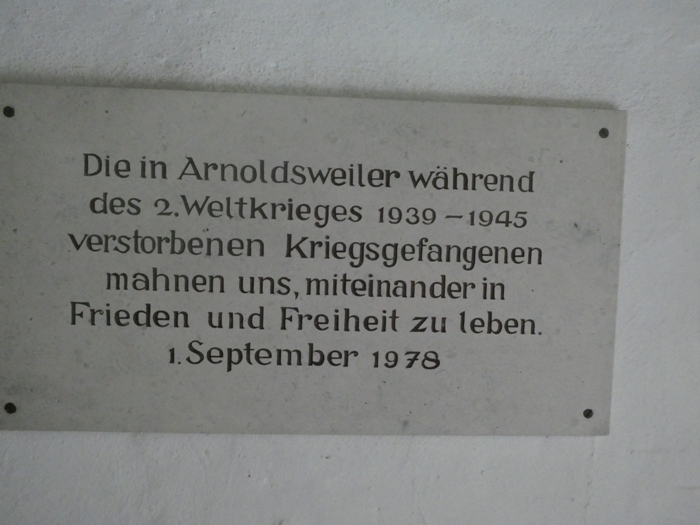 Die in Arnoldsweiler während
des 2. Weltkrieges 1939 – 1945
verstorbenen Kriegsgefangenen
mahnen uns, miteinander in
Frieden und Freiheit zu leben.
1. September 1978